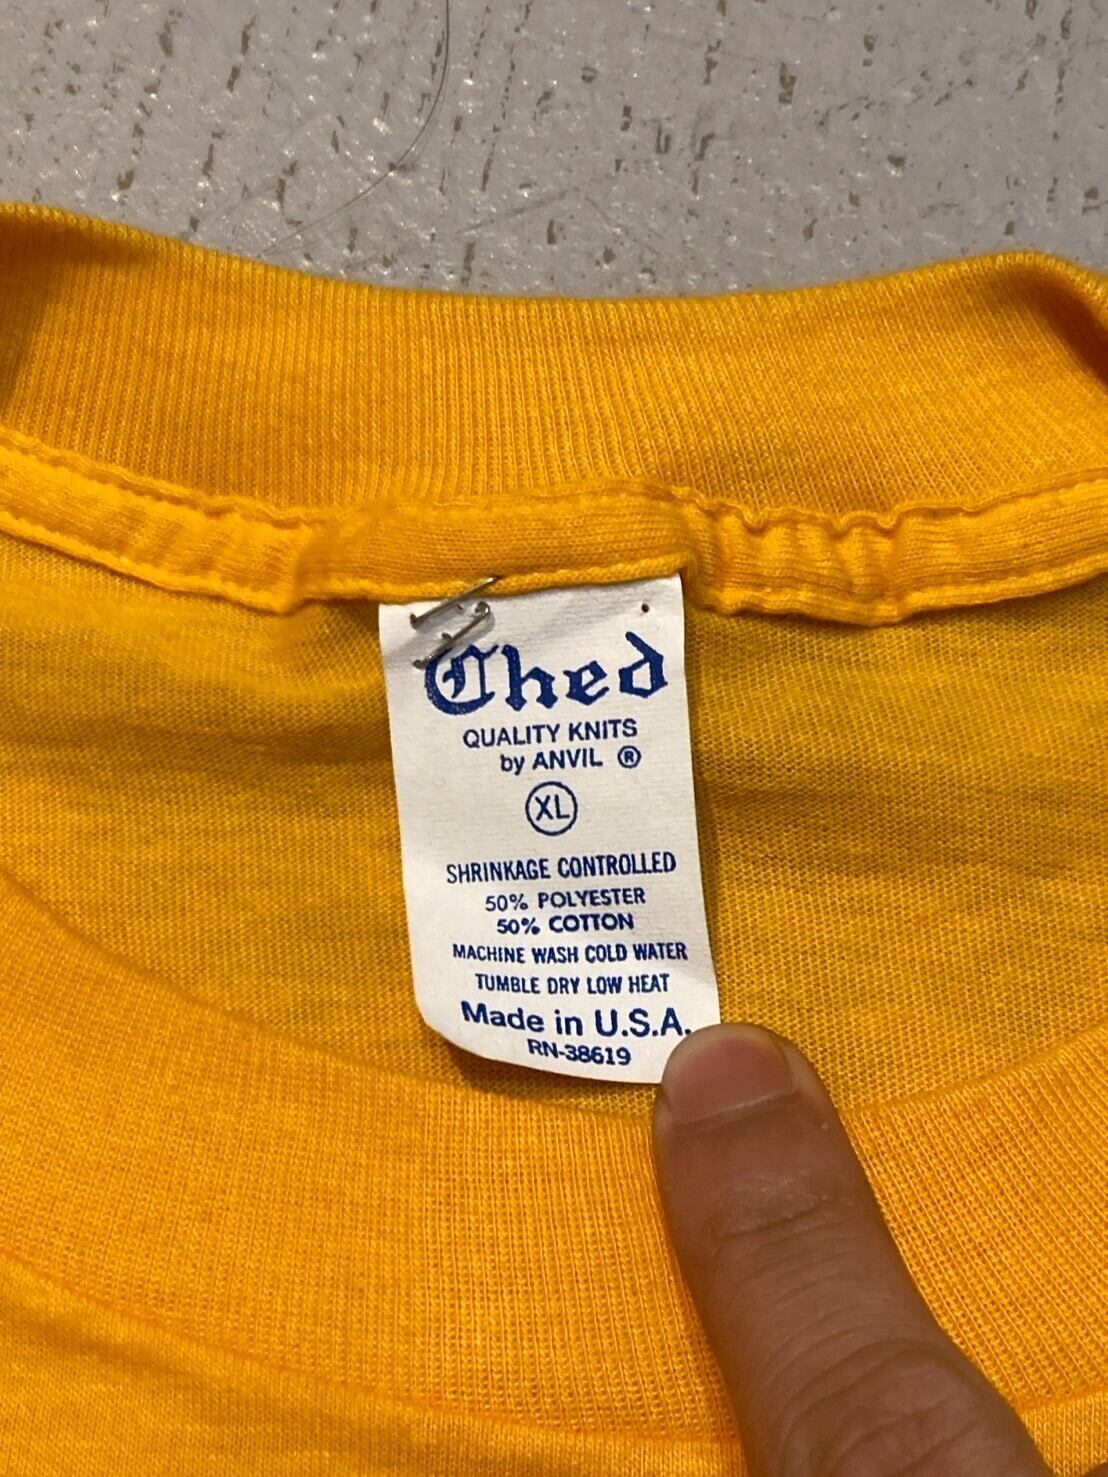 Ched
QUALITY KNITS
by ANVIL ®
XL
SHRINKAGE CONTROLLED
50% POLYESTER
50% COTTON
MACHINE WASH COLD WATER
TUMBLE DRY LOW HEAT
Made in U.S.A.
RN-38619